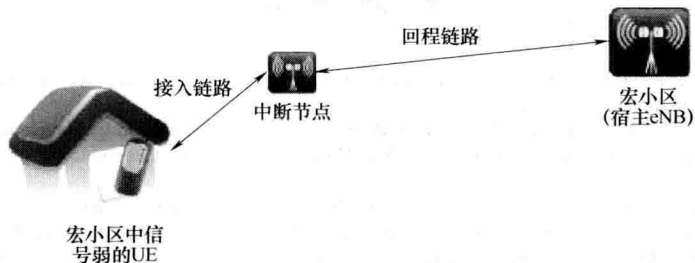 回程链路
接入链路
中断节点
宏小区
(宿主eNB)
宏小区中信
号弱的UE